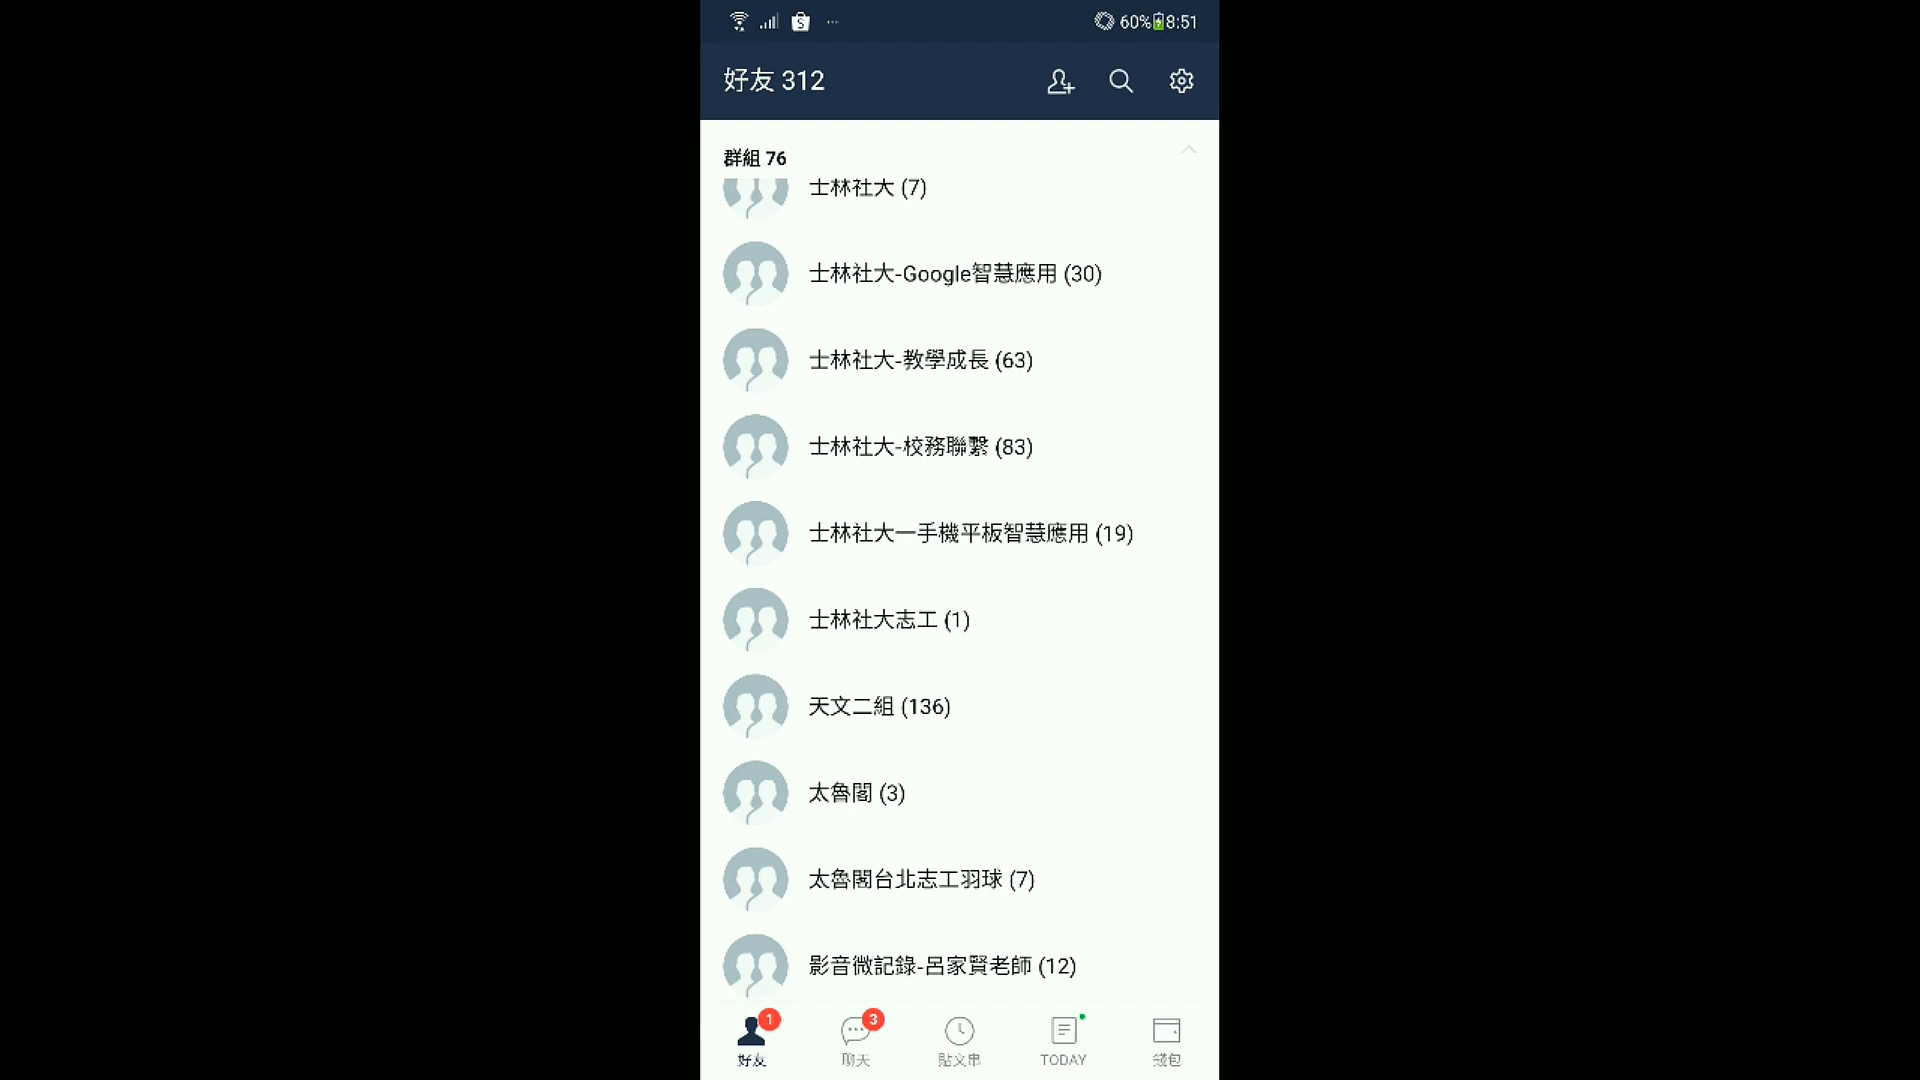 60% 8:51
好友 312
群組 76
士林社大 (7)
士林社大-Google智慧應用 (30)
士林社大-教學成長 (63)
士林社大-校務聯繫 (83)
士林社大一手機平板智慧應用 (19)
士林社大志工 (1)
天文二組 (136)
太魯閣 (3)
太魯閣台北志工羽球 (7)
影音微記錄-呂家賢老師 (12)
1 3
好友 聊天 貼文串 TODAY 錢包